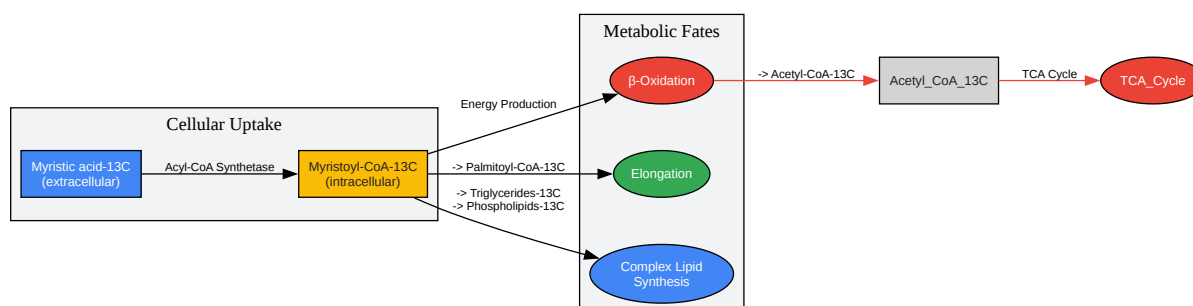 Metabolic Fates
β-Oxidation
-> Acetyl-CoA-13C
Acetyl_CoA_13C
TCA Cycle
TCA_Cycle
Energy Production
Cellular Uptake
Myristic acid-13C
(extracellular)
Acyl-CoA Synthetase
Myristoyl-CoA-13C
(intracellular)
-> Palmitoyl-CoA-13C
Elongation
-> Triglycerides-13C
-> Phospholipids-13C
Complex Lipid
Synthesis